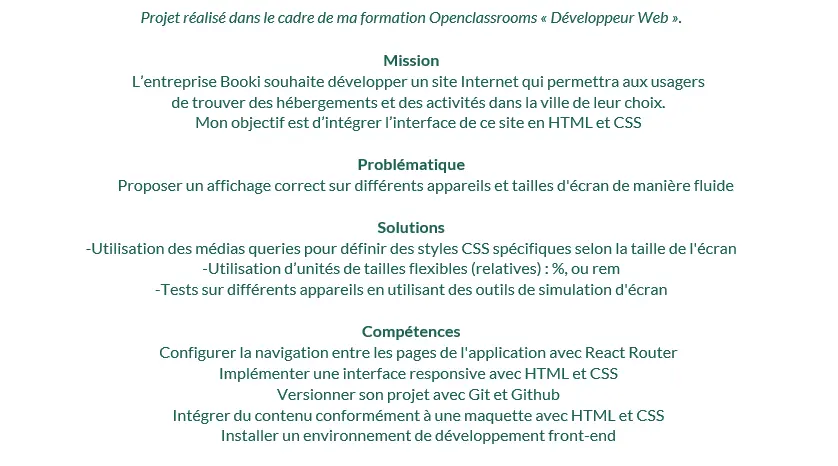 Projet réalisé dans le cadre de ma formation Openclassrooms « Développeur Web ».
Mission
L’entreprise Booki souhaite développer un site Internet qui permettra aux usagers
de trouver des hébergements et des activités dans la ville de leur choix.
Mon objectif est d’intégrer l’interface de ce site en HTML et CSS
Problématique
Proposer un affichage correct sur différents appareils et tailles d'écran de manière fluide
Solutions
-Utilisation des médias queries pour définir des styles CSS spécifiques selon la taille de l'écran
-Utilisation d’unités de tailles flexibles (relatives) : %, ou rem
-Tests sur différents appareils en utilisant des outils de simulation d'écran
Compétences
Configurer la navigation entre les pages de l'application avec React Router
Implémenter une interface responsive avec HTML et CSS
Versionner son projet avec Git et Github
Intégrer du contenu conformément à une maquette avec HTML et CSS
Installer un environnement de développement front-end